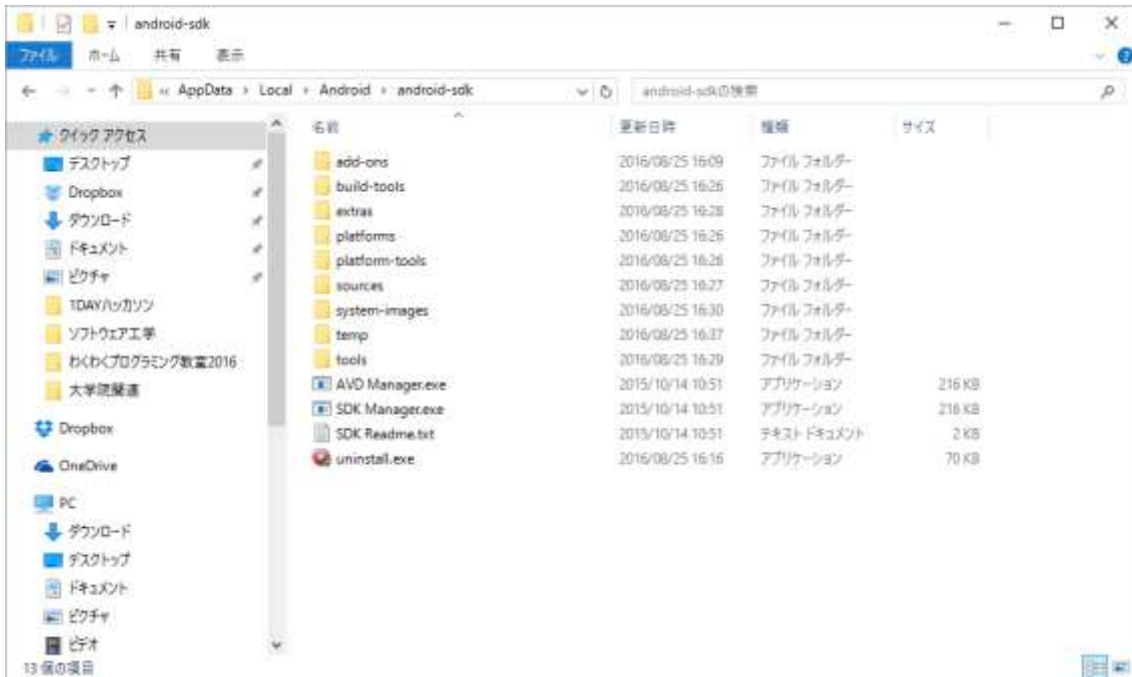 android-sdk
ファイル ホーム 共有 表示
« AppData › Local › Android › android-sdk android-sdkの検索
名前 更新日時 種類 サイズ
クイック アクセス
デスクトップ
Dropbox
ダウンロード
ドキュメント
ピクチャ
1DAYハッカソン
ソフトウェア工学
わくわくプログラミング教室2016
大学院関連
Dropbox
OneDrive
PC
ダウンロード
デスクトップ
ドキュメント
ピクチャ
ビデオ
add-ons 2016/08/25 16:09 ファイル フォルダー
build-tools 2016/08/25 16:26 ファイル フォルダー
extras 2016/08/25 16:28 ファイル フォルダー
platforms 2016/08/25 16:26 ファイル フォルダー
platform-tools 2016/08/25 16:26 ファイル フォルダー
sources 2016/08/25 16:27 ファイル フォルダー
system-images 2016/08/25 16:30 ファイル フォルダー
temp 2016/08/25 16:37 ファイル フォルダー
tools 2016/08/25 16:29 ファイル フォルダー
AVD Manager.exe 2015/10/14 10:51 アプリケーション 216 KB
SDK Manager.exe 2015/10/14 10:51 アプリケーション 216 KB
SDK Readme.txt 2015/10/14 10:51 テキスト ドキュメント 2 KB
uninstall.exe 2016/08/25 16:16 アプリケーション 70 KB
13 個の項目